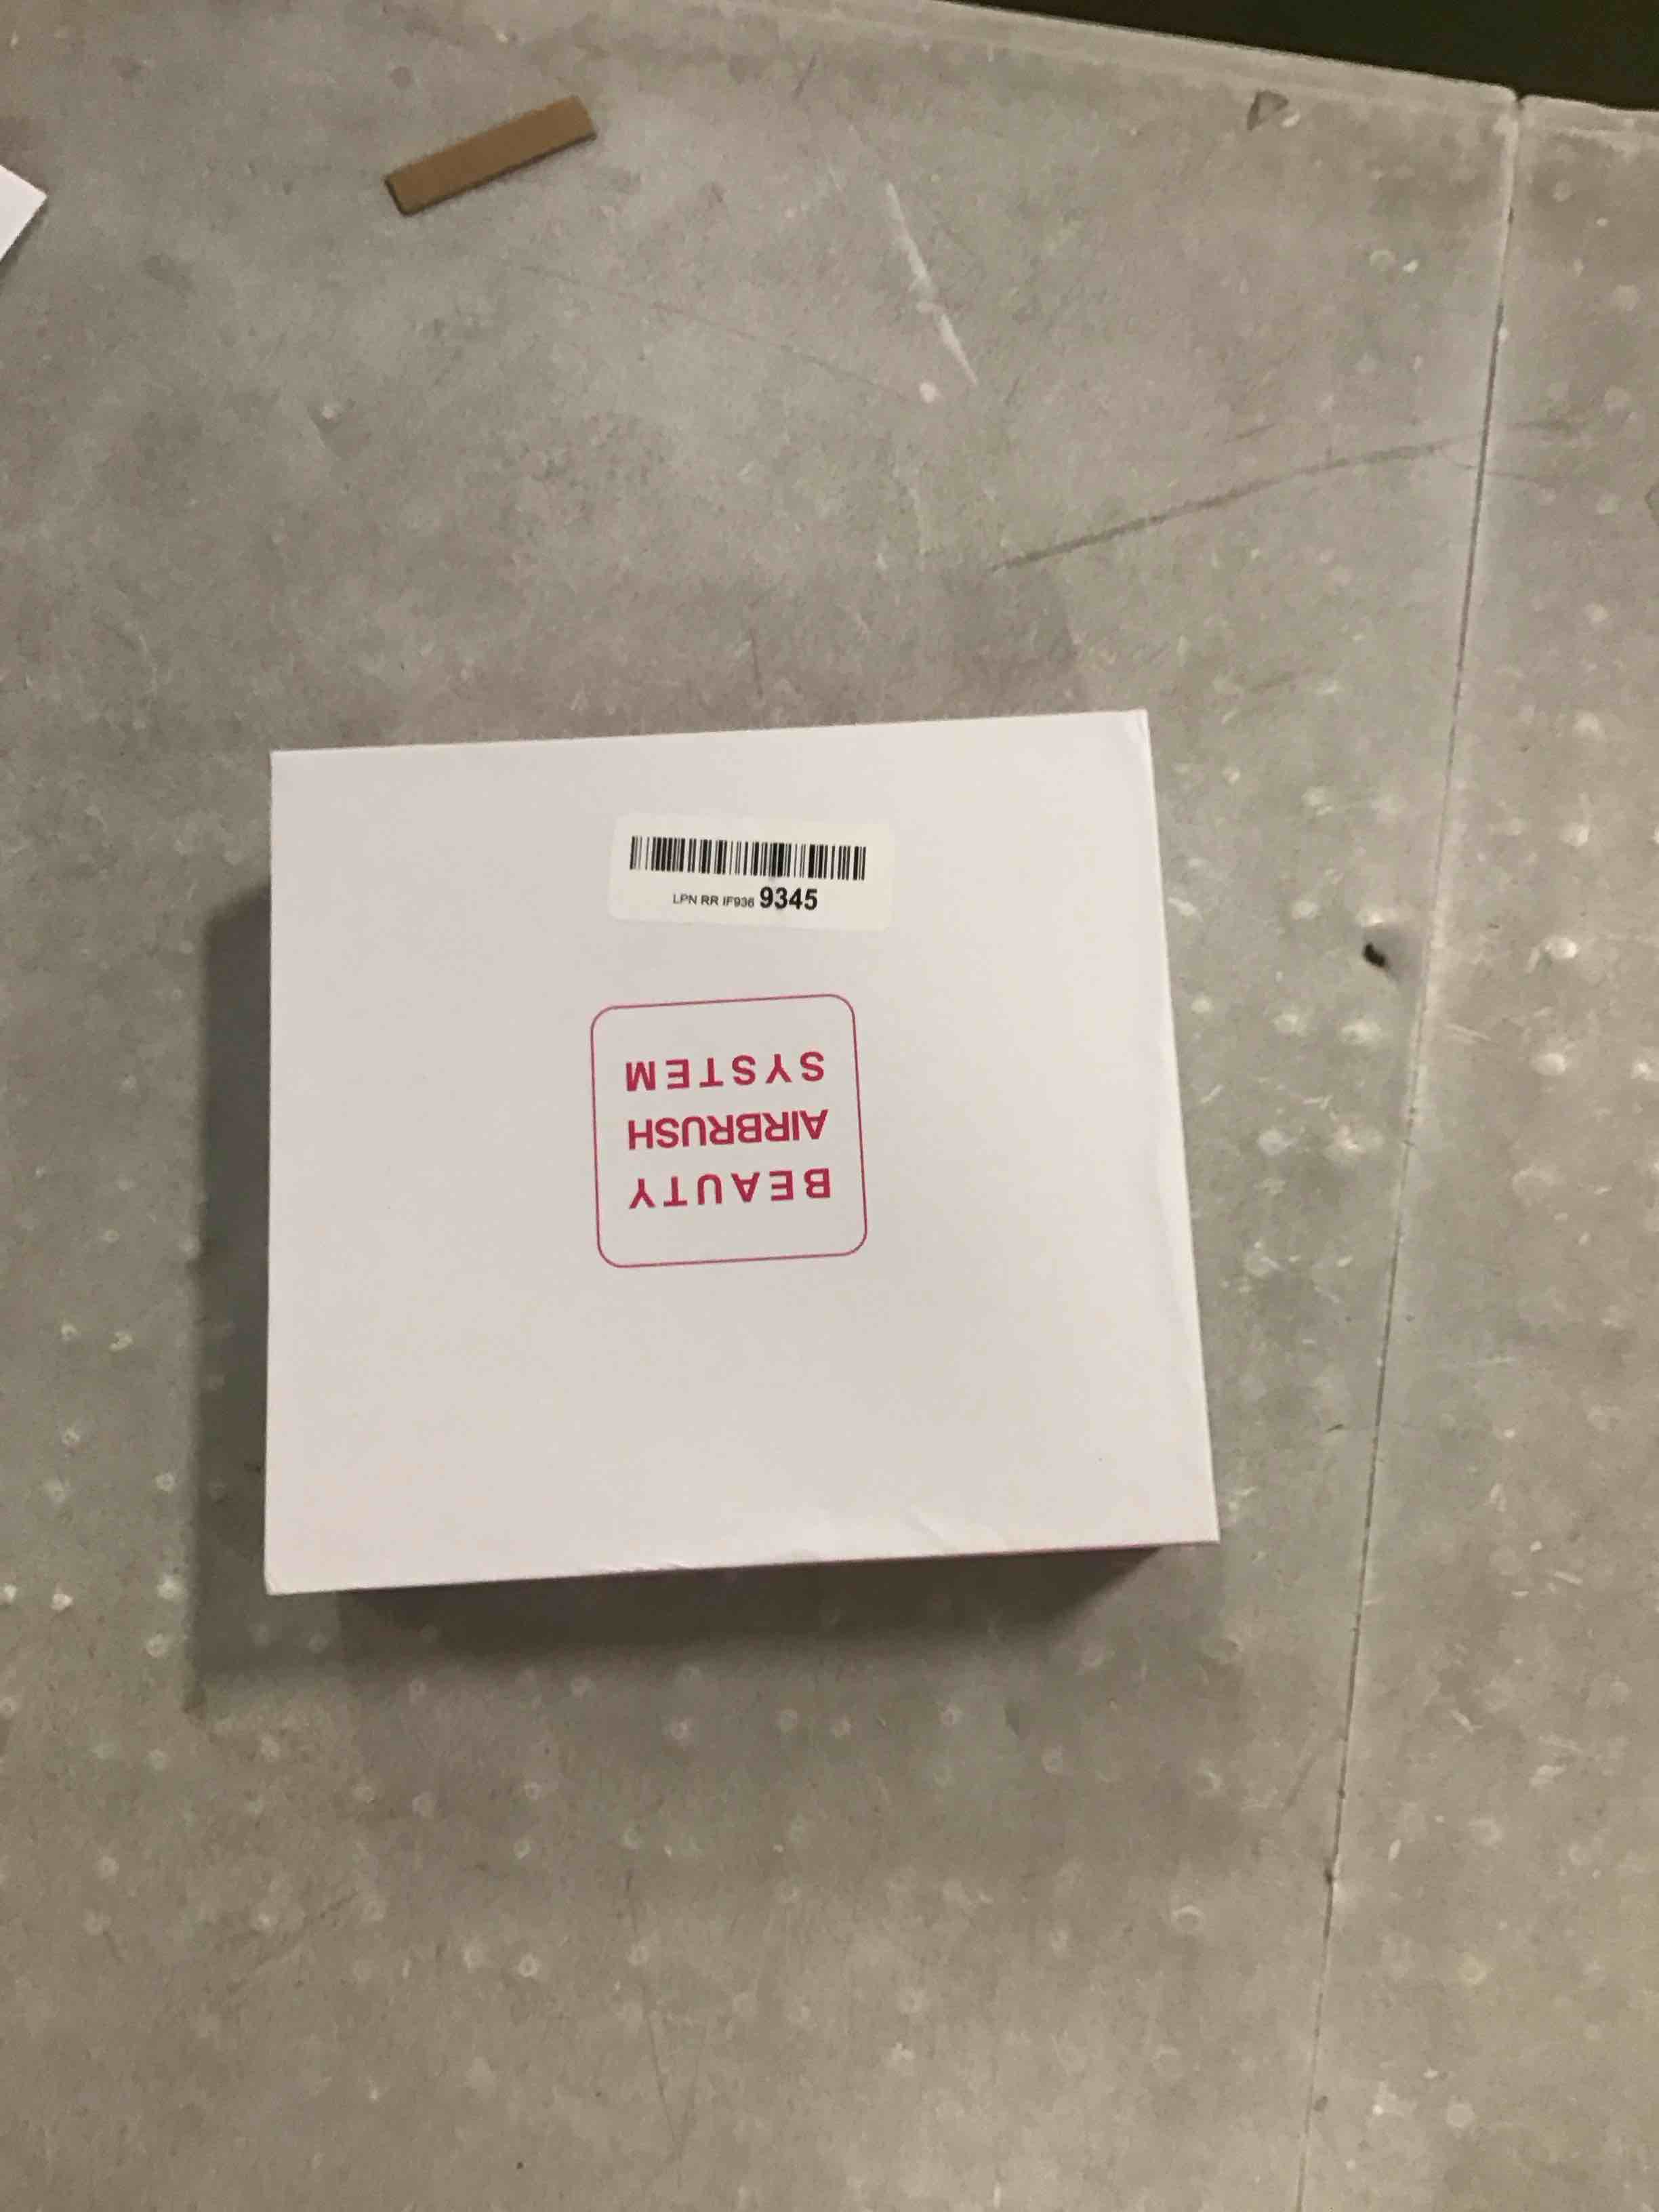 LPN RR IF936 9345
BEAUTY
AIRBRUSH
SYSTEM